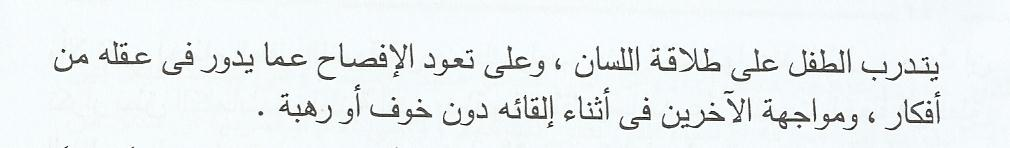 يتدرب الطفل على طلاقة اللسان ، وعلى تعود الإفصاح عما يدور فى عقله من
أفكار ، ومواجهة الآخرين فى أثناء إلقائه دون خوف أو رهبة .